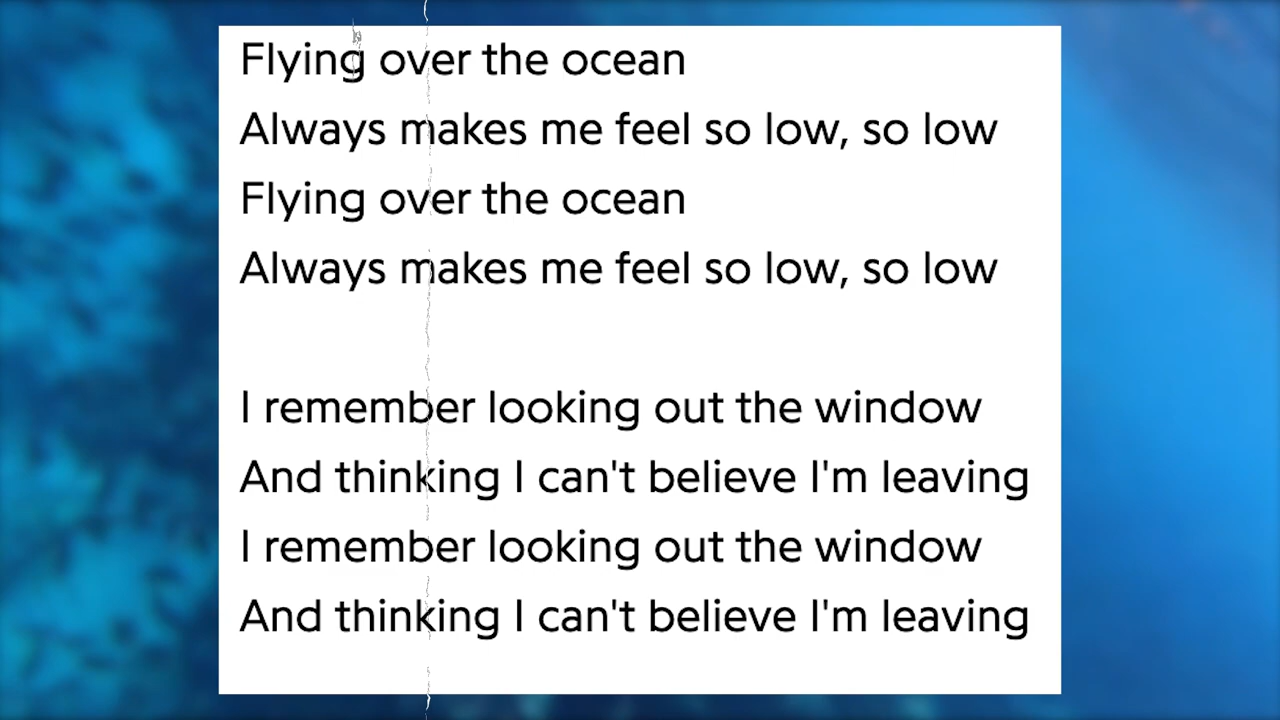 Flying over the ocean
Always makes me feel so low, so low
Flying over the ocean
Always makes me feel so low, so low
I remember looking out the window
And thinking I can't believe I'm leaving
I remember looking out the window
And thinking I can't believe I'm leaving